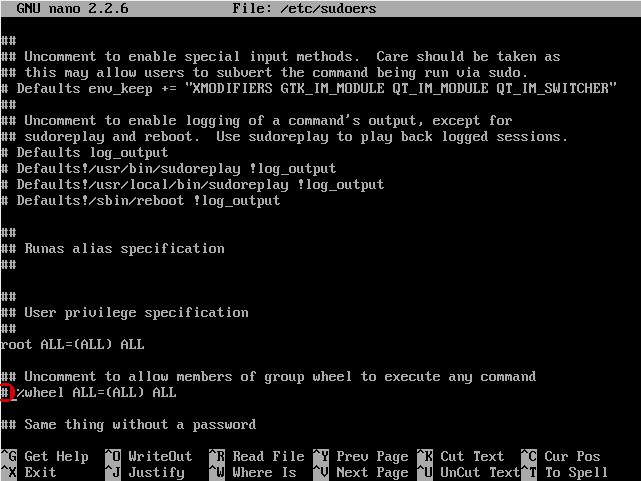 GNU nano 2.2.6 File: /etc/sudoers
##
## Uncomment to enable special input methods.  Care should be taken as
## this may allow users to subvert the command being run via sudo.
# Defaults env_keep += "XMODIFIERS GTK_IM_MODULE QT_IM_MODULE QT_IM_SWITCHER"
##
## Uncomment to enable logging of a command's output, except for
## sudoreplay and reboot.  Use sudoreplay to play back logged sessions.
# Defaults log_output
# Defaults!/usr/bin/sudoreplay !log_output
# Defaults!/usr/local/bin/sudoreplay !log_output
# Defaults!/sbin/reboot !log_output
##
## Runas alias specification
##
##
## User privilege specification
##
root ALL=(ALL) ALL
## Uncomment to allow members of group wheel to execute any command
# %wheel ALL=(ALL) ALL
## Same thing without a password
^G Get Help ^O WriteOut ^R Read File ^Y Prev Page ^K Cut Text ^C Cur Pos
^X Exit ^J Justify ^W Where Is ^V Next Page ^U UnCut Text ^T To Spell